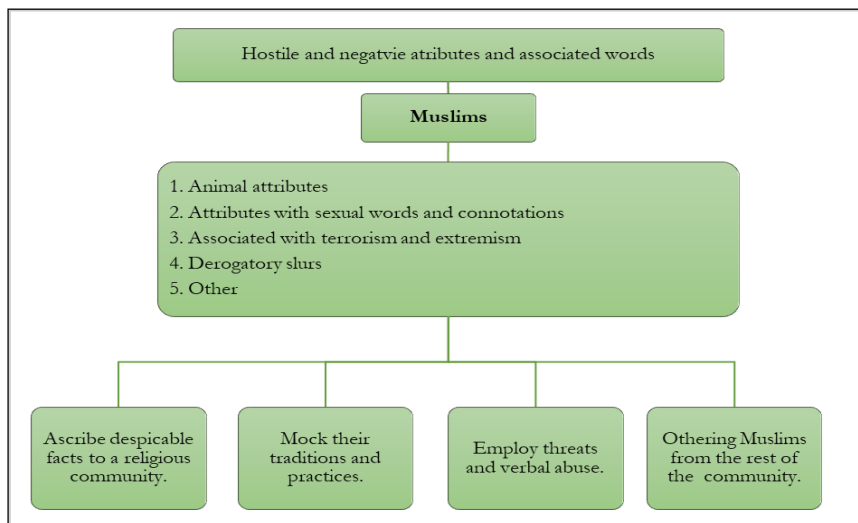 Hostile and negatvie atributes and associated words
Muslims
1. Animal attributes
2. Attributes with sexual words and connotations
3. Associated with terrorism and extremism
4. Derogatory slurs
5. Other
Ascribe despicable
facts to a religious
community.
Mock their
traditions and
practices.
Employ threats
and verbal abuse.
Othering Muslims
from the rest of
the community.